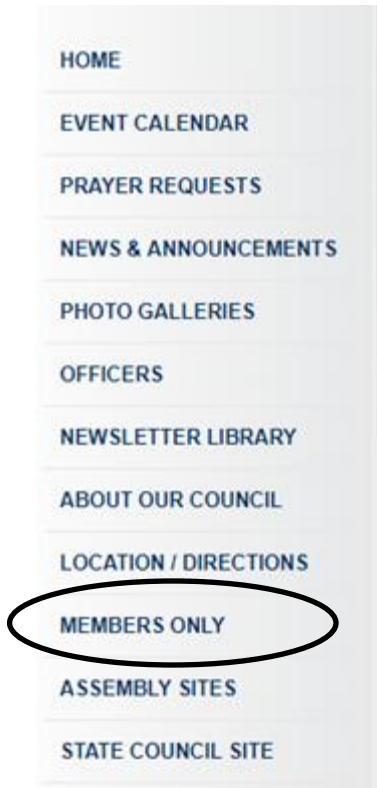 HOME
EVENT CALENDAR
PRAYER REQUESTS
NEWS & ANNOUNCEMENTS
PHOTO GALLERIES
OFFICERS
NEWSLETTER LIBRARY
ABOUT OUR COUNCIL
LOCATION / DIRECTIONS
MEMBERS ONLY
ASSEMBLY SITES
STATE COUNCIL SITE